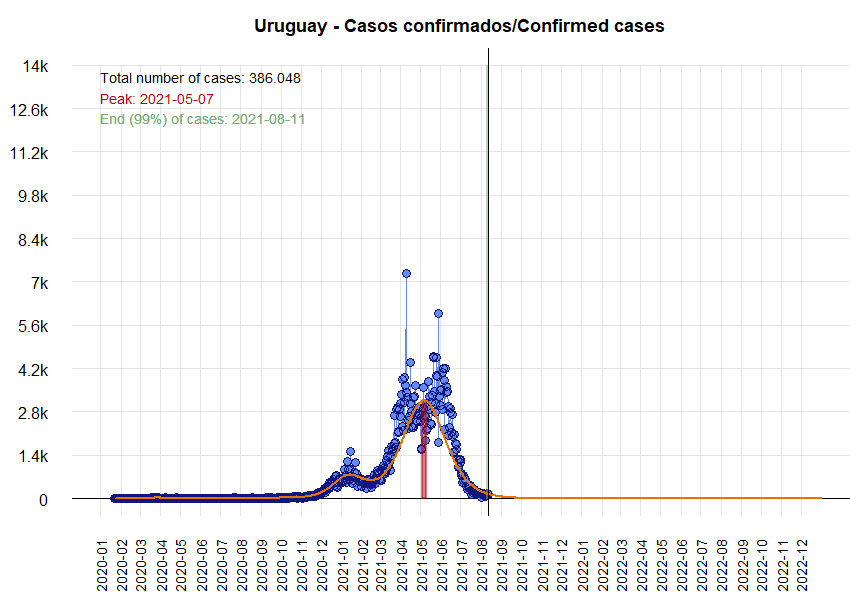 Uruguay - Casos confirmados/Confirmed cases
14k
12.6k
11.2k
9.8k
8.4k
7k
5.6k
4.2k
2.8k
1.4k
0
Total number of cases: 386.048
Peak: 2021-05-07
End (99%) of cases: 2021-08-11
2020-01
2020-02
2020-03
2020-04
2020-05
2020-06
2020-07
2020-08
2020-09
2020-10
2020-11
2020-12
2021-01
2021-02
2021-03
2021-04
2021-05
2021-06
2021-07
2021-08
2021-09
2021-10
2021-11
2021-12
2022-01
2022-02
2022-03
2022-04
2022-05
2022-06
2022-07
2022-08
2022-09
2022-10
2022-11
2022-12